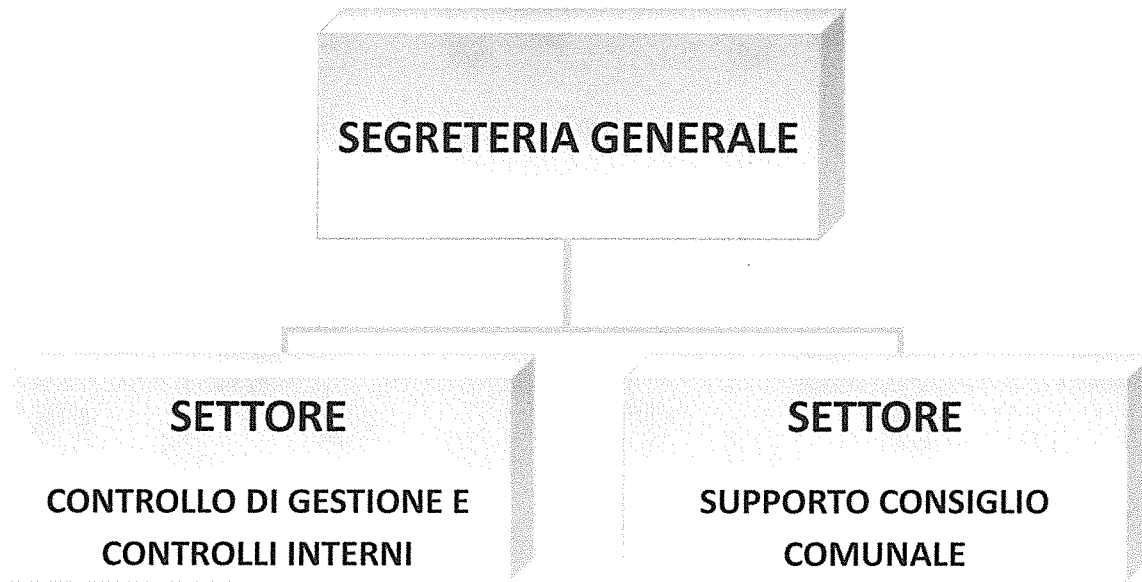 SEGRETERIA GENERALE
SETTORE
CONTROLLO DI GESTIONE E
CONTROLLI INTERNI
SETTORE
SUPPORTO CONSIGLIO
COMUNALE